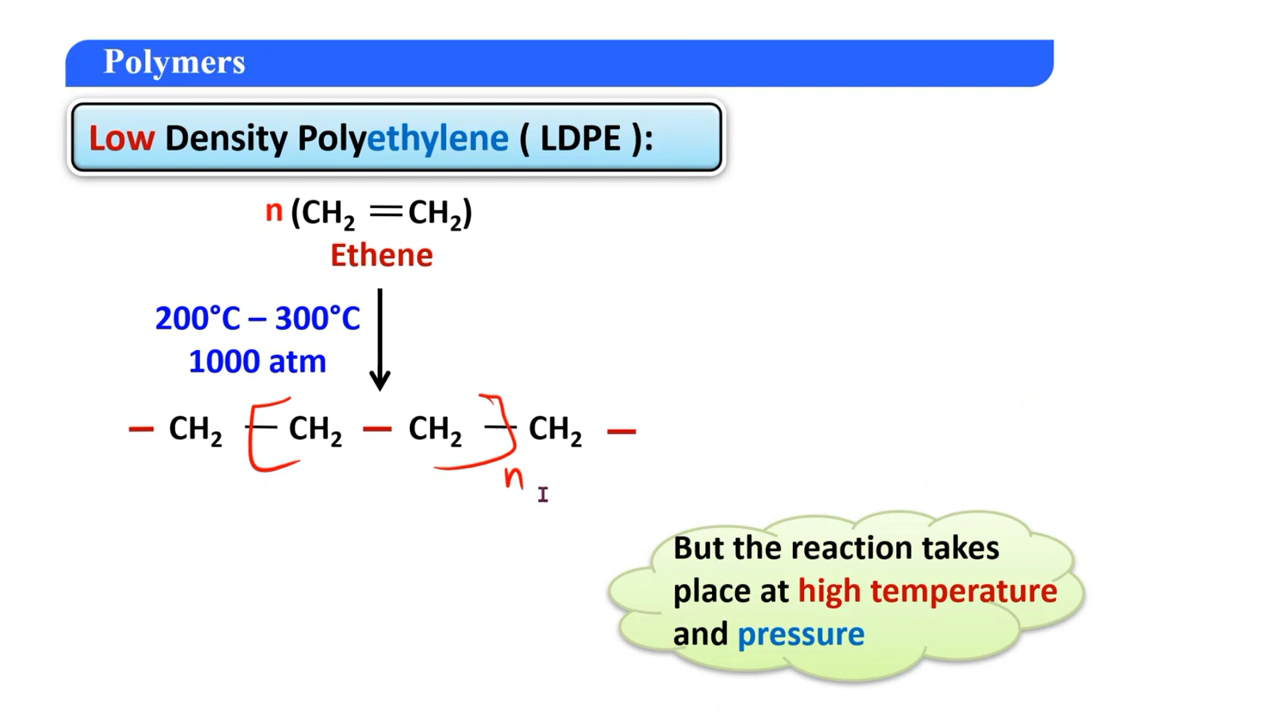 Polymers
Low Density Polyethylene ( LDPE ):
n (CH₂ ═ CH₂)
Ethene
200°C – 300°C
1000 atm
– CH₂ – [CH₂ – CH₂]– CH₂ –
n
But the reaction takes
place at high temperature
and pressure